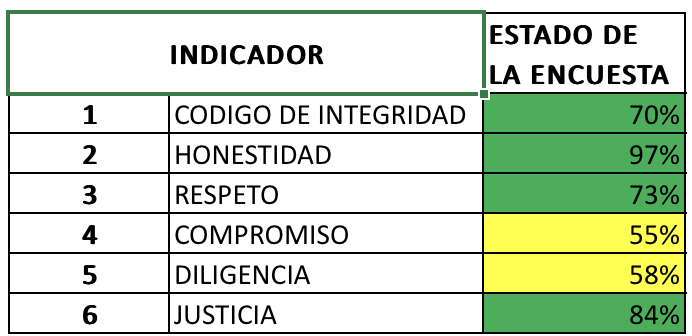 INDICADOR
ESTADO DE
LA ENCUESTA
1 CODIGO DE INTEGRIDAD 70%
2 HONESTIDAD 97%
3 RESPETO 73%
4 COMPROMISO 55%
5 DILIGENCIA 58%
6 JUSTICIA 84%